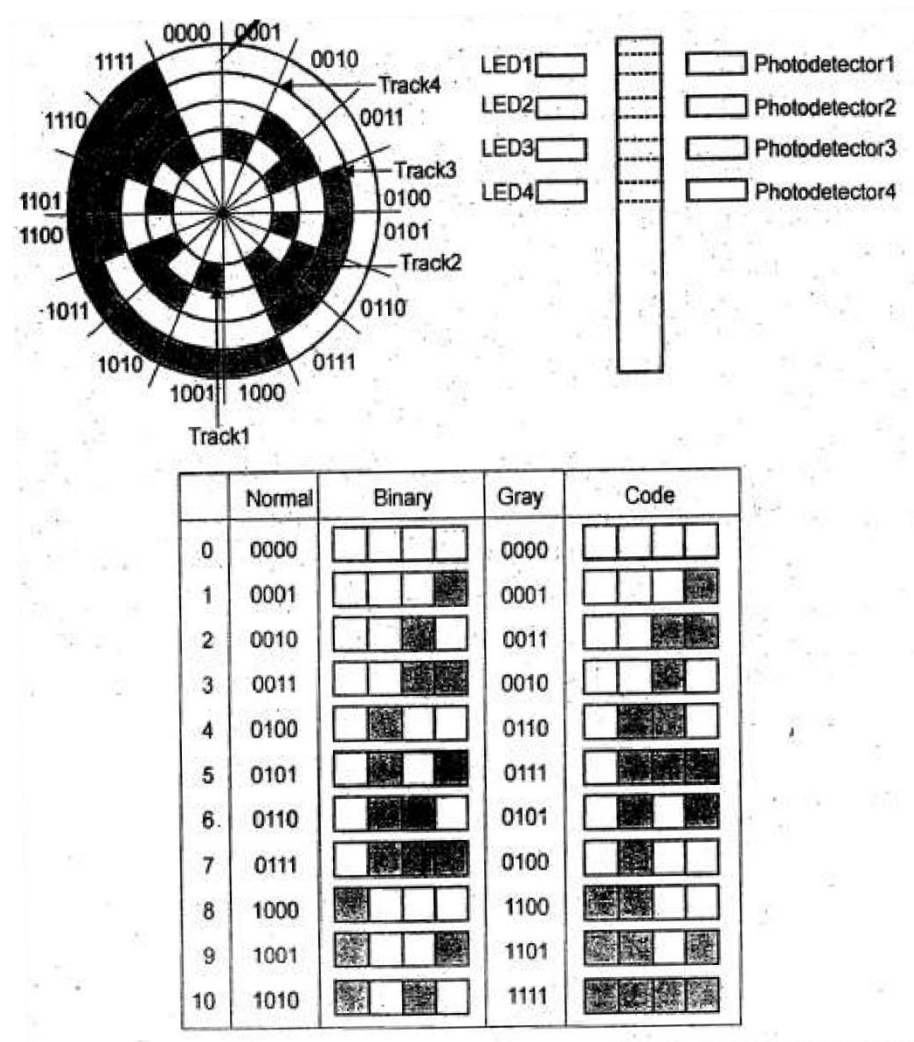 0000
0001
0010
0011
0100
0101
0110
0111
1000
1001
1010
1011
1100
1101
1110
1111
Track4
Track3
Track2
Track1
LED1
LED2
LED3
LED4
Photodetector1
Photodetector2
Photodetector3
Photodetector4
Normal Binary Gray Code
0 0000 0000
1 0001 0001
2 0010 0011
3 0011 0010
4 0100 0110
5 0101 0111
6 0110 0101
7 0111 0100
8 1000 1100
9 1001 1101
10 1010 1111